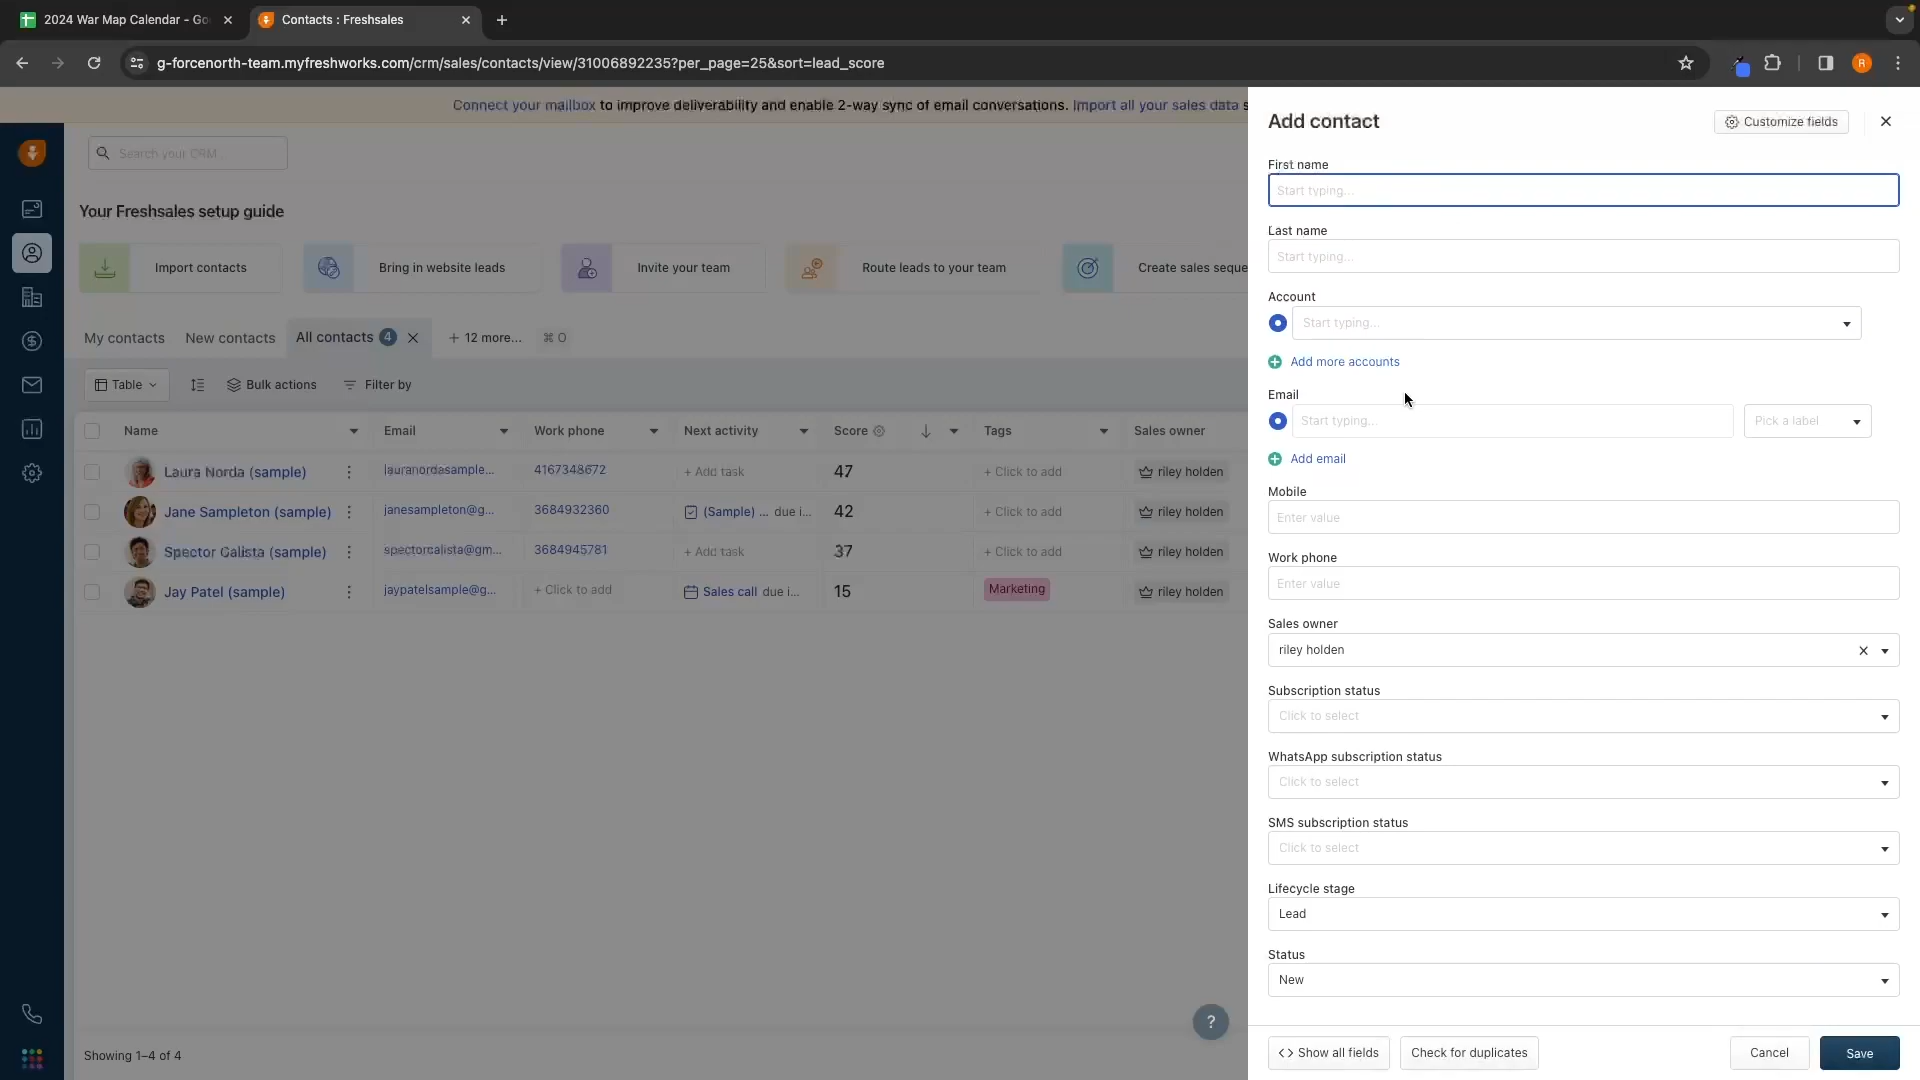 2024 War Map Calendar - Go
Contacts : Freshsales
g-forcenorth-team.myfreshworks.com/crm/sales/contacts/view/31006892235?per_page=25&sort=lead_score
R
Connect your mailbox to improve deliverability and enable 2-way sync of email conversations. Import all your sales data s
Search your CRM
Your Freshsales setup guide
Import contacts
Bring in website leads
Invite your team
Route leads to your team
Create sales seque
My contacts
New contacts
All contacts 4
+ 12 more...
⌘ O
Table
Bulk actions
Filter by
Name Email Work phone Next activity Score Tags Sales owner
Laura Norda (sample) lauranordasample... 4167348672 + Add task 47 + Click to add riley holden
Jane Sampleton (sample) janesampleton@g... 3684932360 (Sample) ... due i... 42 + Click to add riley holden
Spector Calista (sample) spectorcalista@gm... 3684945781 + Add task 37 + Click to add riley holden
Jay Patel (sample) jaypatelsample@g... + Click to add Sales call due i... 15 Marketing riley holden
Showing 1–4 of 4
?
Add contact
Customize fields
First name
Start typing...
Last name
Start typing...
Account
Start typing...
Add more accounts
Email
Start typing... Pick a label
Add email
Mobile
Enter value
Work phone
Enter value
Sales owner
riley holden
Subscription status
Click to select
WhatsApp subscription status
Click to select
SMS subscription status
Click to select
Lifecycle stage
Lead
Status
New
Show all fields
Check for duplicates
Cancel
Save